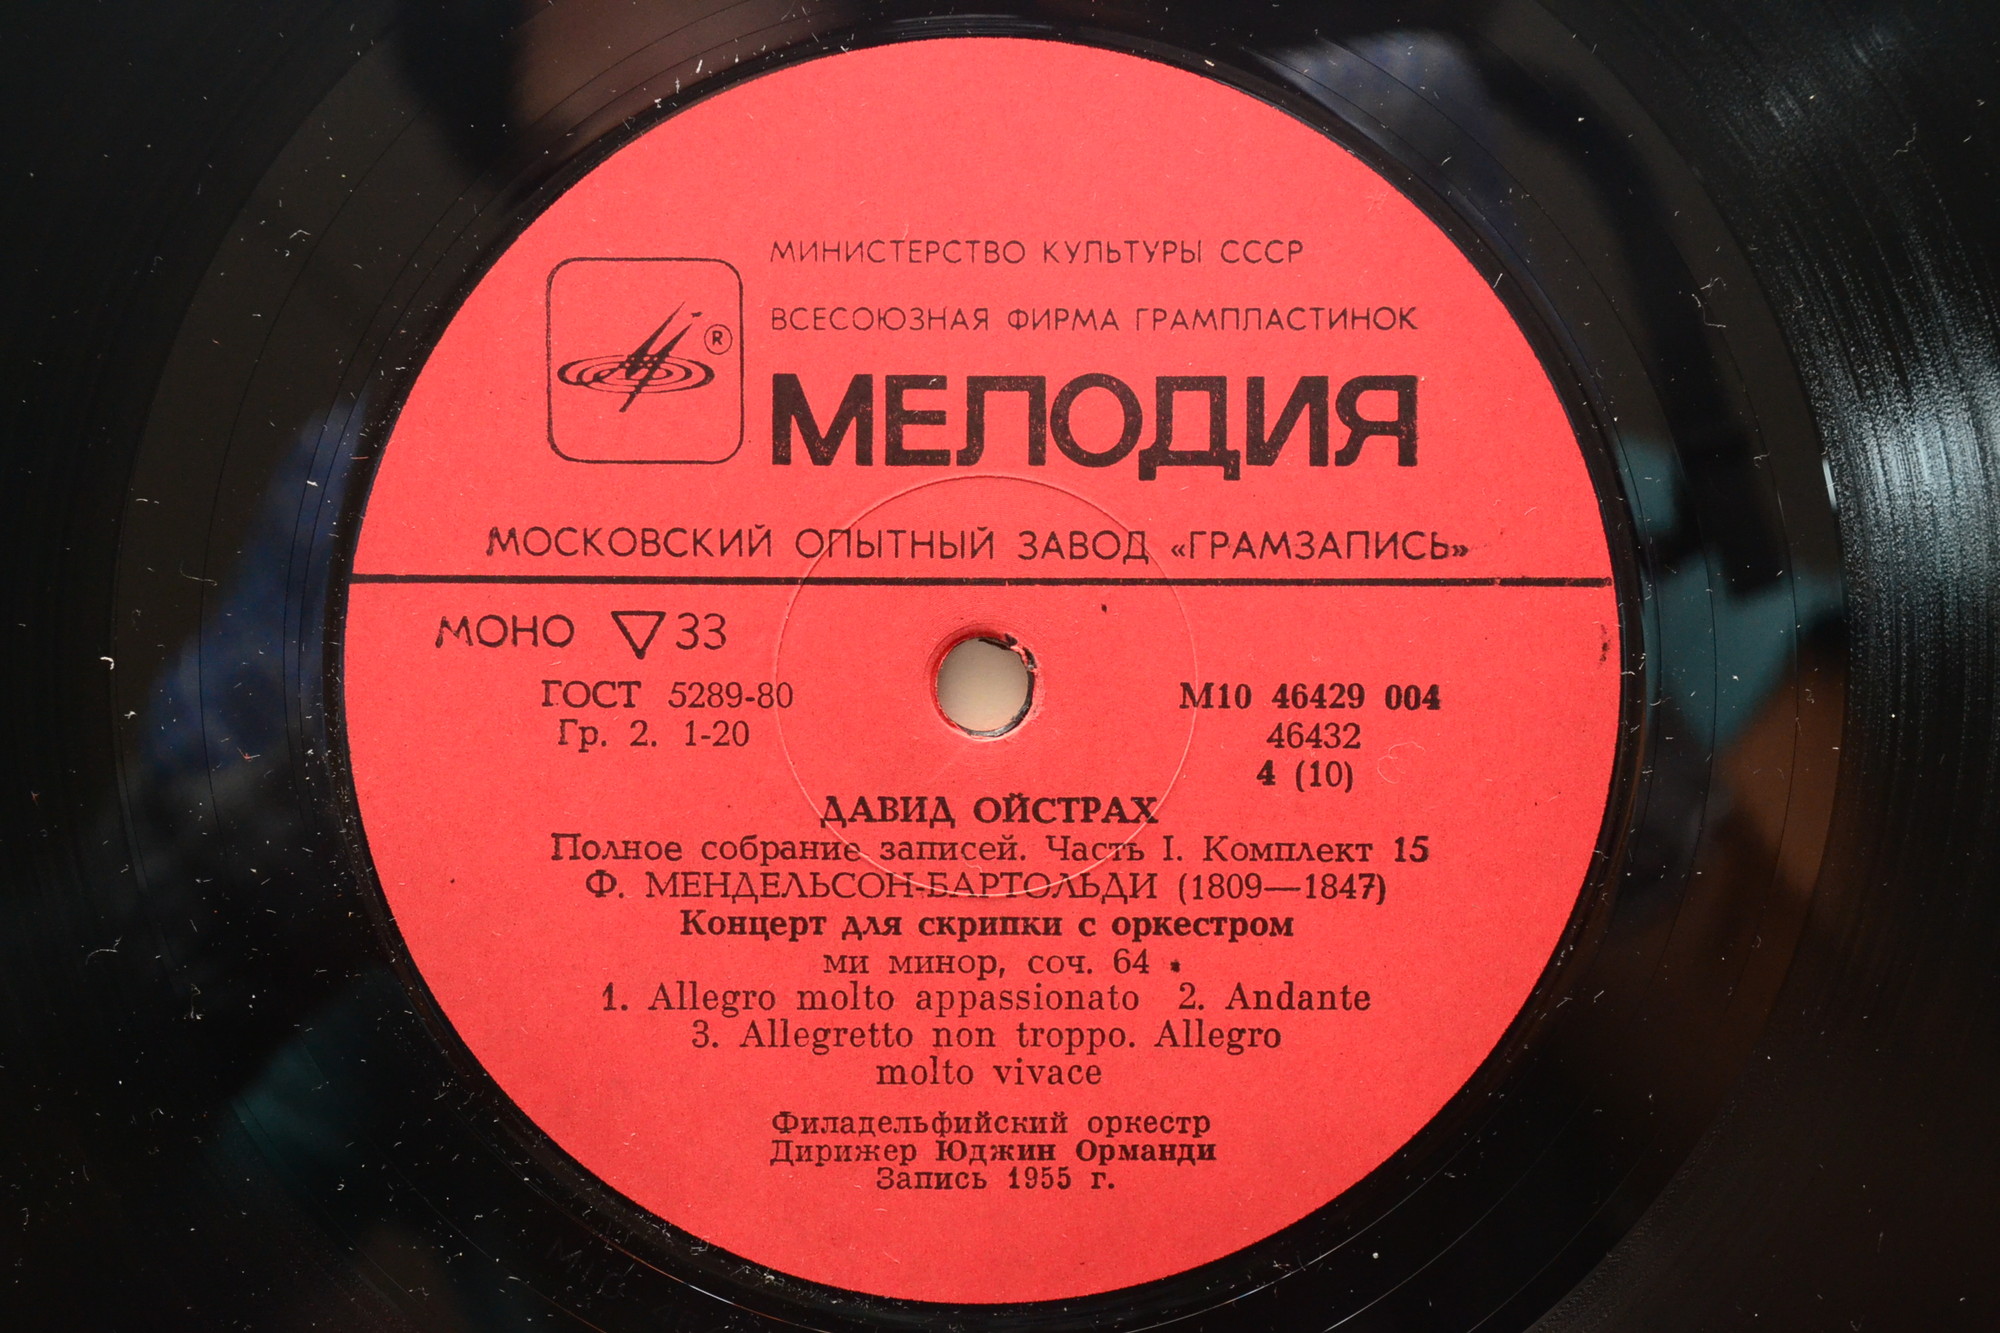 МИНИСТЕРСТВО КУЛЬТУРЫ СССР
ВСЕСОЮЗНАЯ ФИРМА ГРАМПЛАСТИНОК
®
МЕЛОДИЯ
МОСКОВСКИЙ ОПЫТНЫЙ ЗАВОД «ГРАМЗАПИСЬ»
МОНО ▽ 33
ГОСТ 5289-80
Гр. 2. 1-20
М10 46429 004
46432
4 (10)
ДАВИД ОЙСТРАХ
Полное собрание записей. Часть I. Комплект 15
Ф. МЕНДЕЛЬСОН-БАРТОЛЬДИ (1809—1847)
Концерт для скрипки с оркестром
ми минор, соч. 64
1. Allegro molto appassionato 2. Andante
3. Allegretto non troppo. Allegro
molto vivace
Филадельфийский оркестр
Дирижер Юджин Орманди
Запись 1955 г.